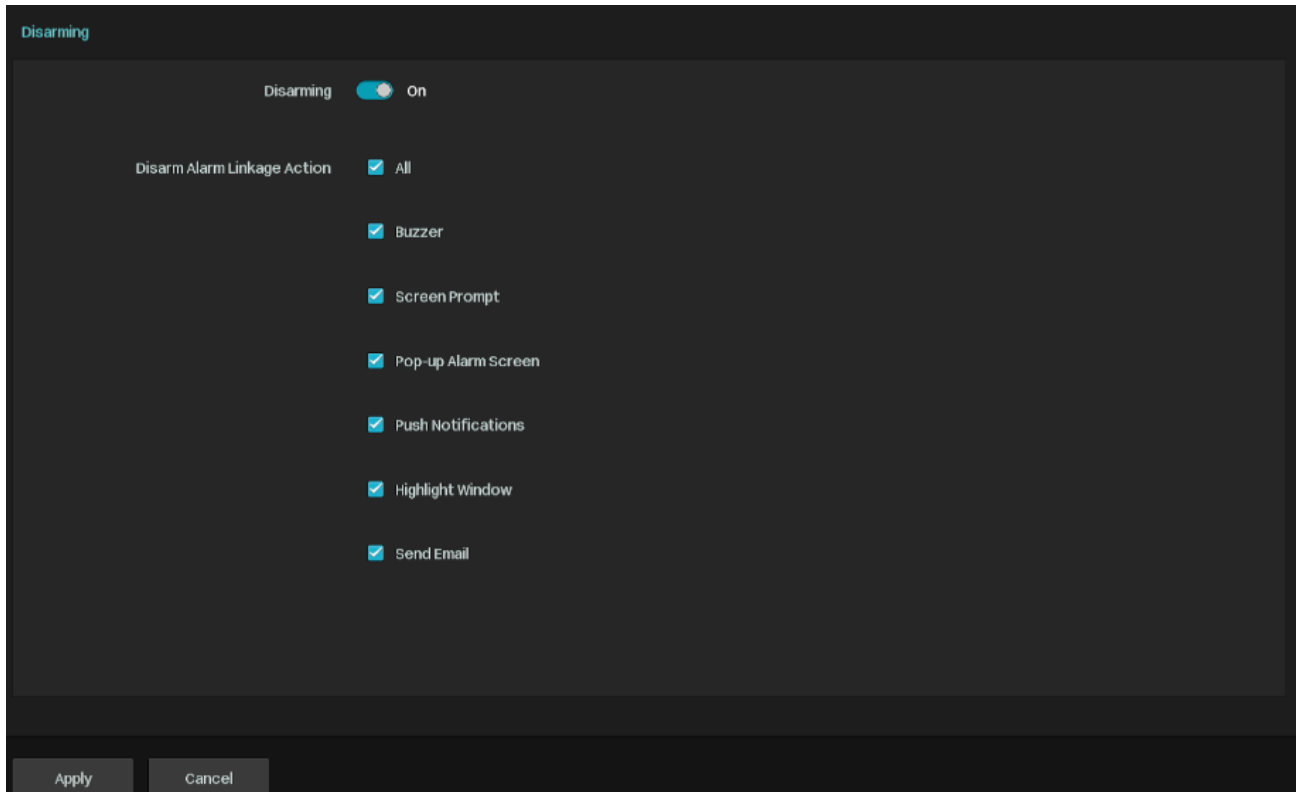 Disarming
Disarming On
Disarm Alarm Linkage Action All
Buzzer
Screen Prompt
Pop-up Alarm Screen
Push Notifications
Highlight Window
Send Email
Apply Cancel